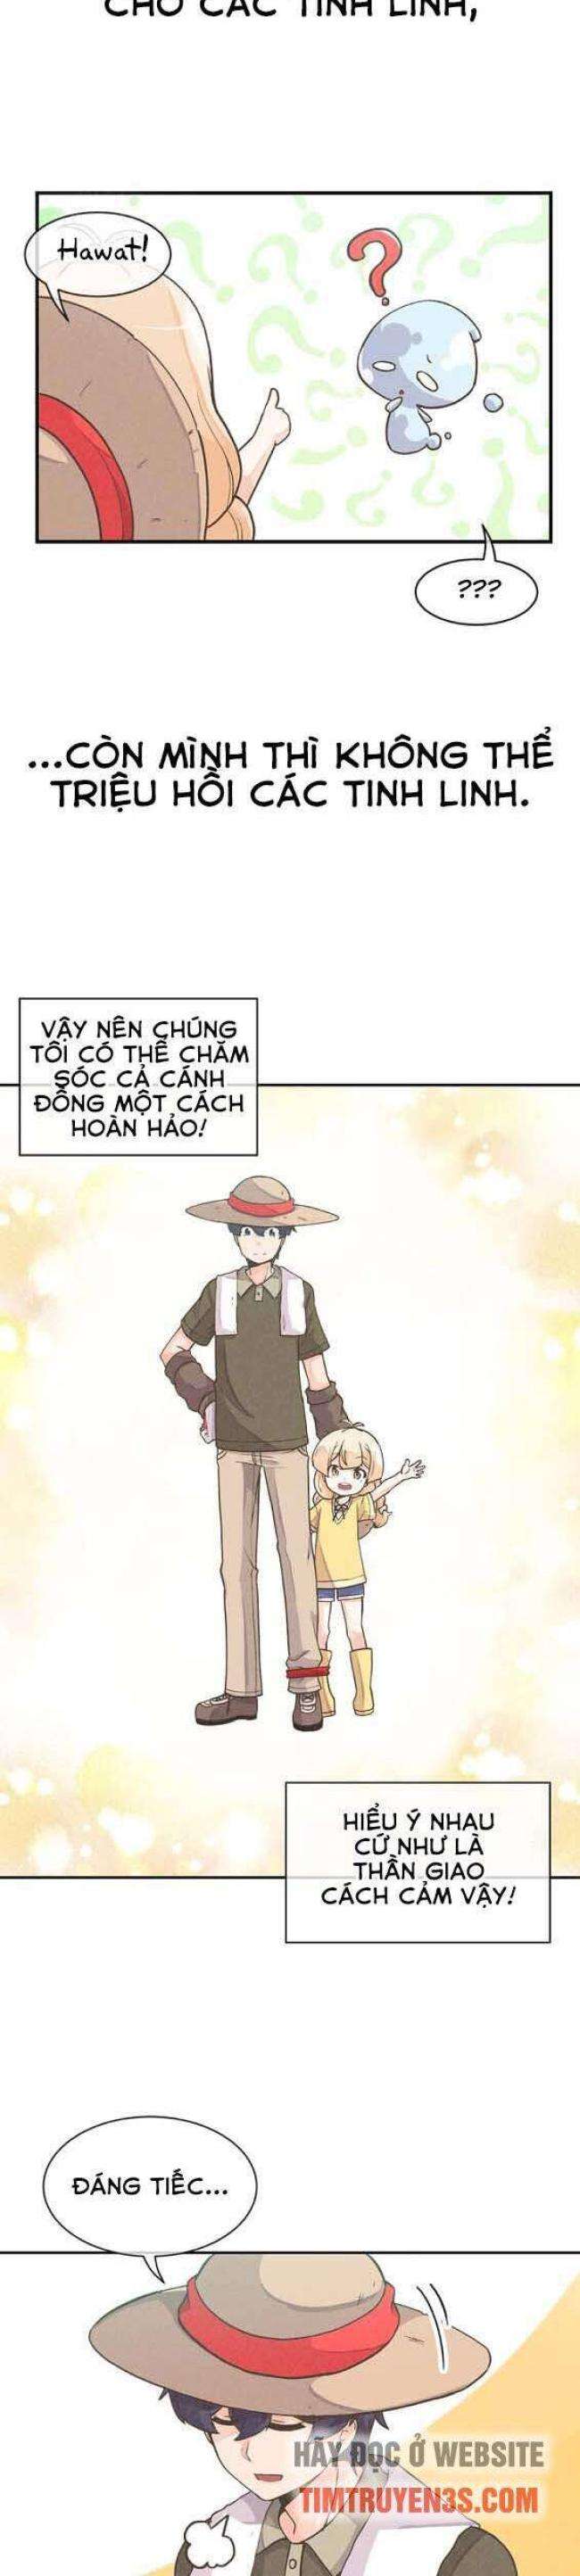 CHO CÁC TINH LINH,
Hawat!
?
???
...CÒN MÌNH THÌ KHÔNG THỂ
TRIỆU HỒI CÁC TINH LINH.
VẬY NÊN CHÚNG
TÔI CÓ THỂ CHĂM
SÓC CẢ CÁNH
ĐỒNG MỘT CÁCH
HOÀN HẢO!
HIỂU Ý NHAU
CỨ NHƯ LÀ
THẦN GIAO
CÁCH CẢM VẬY!
ĐÁNG TIẾC...
HÃY ĐỌC Ở WEBSITE
TIMTRUYEN3S.COM